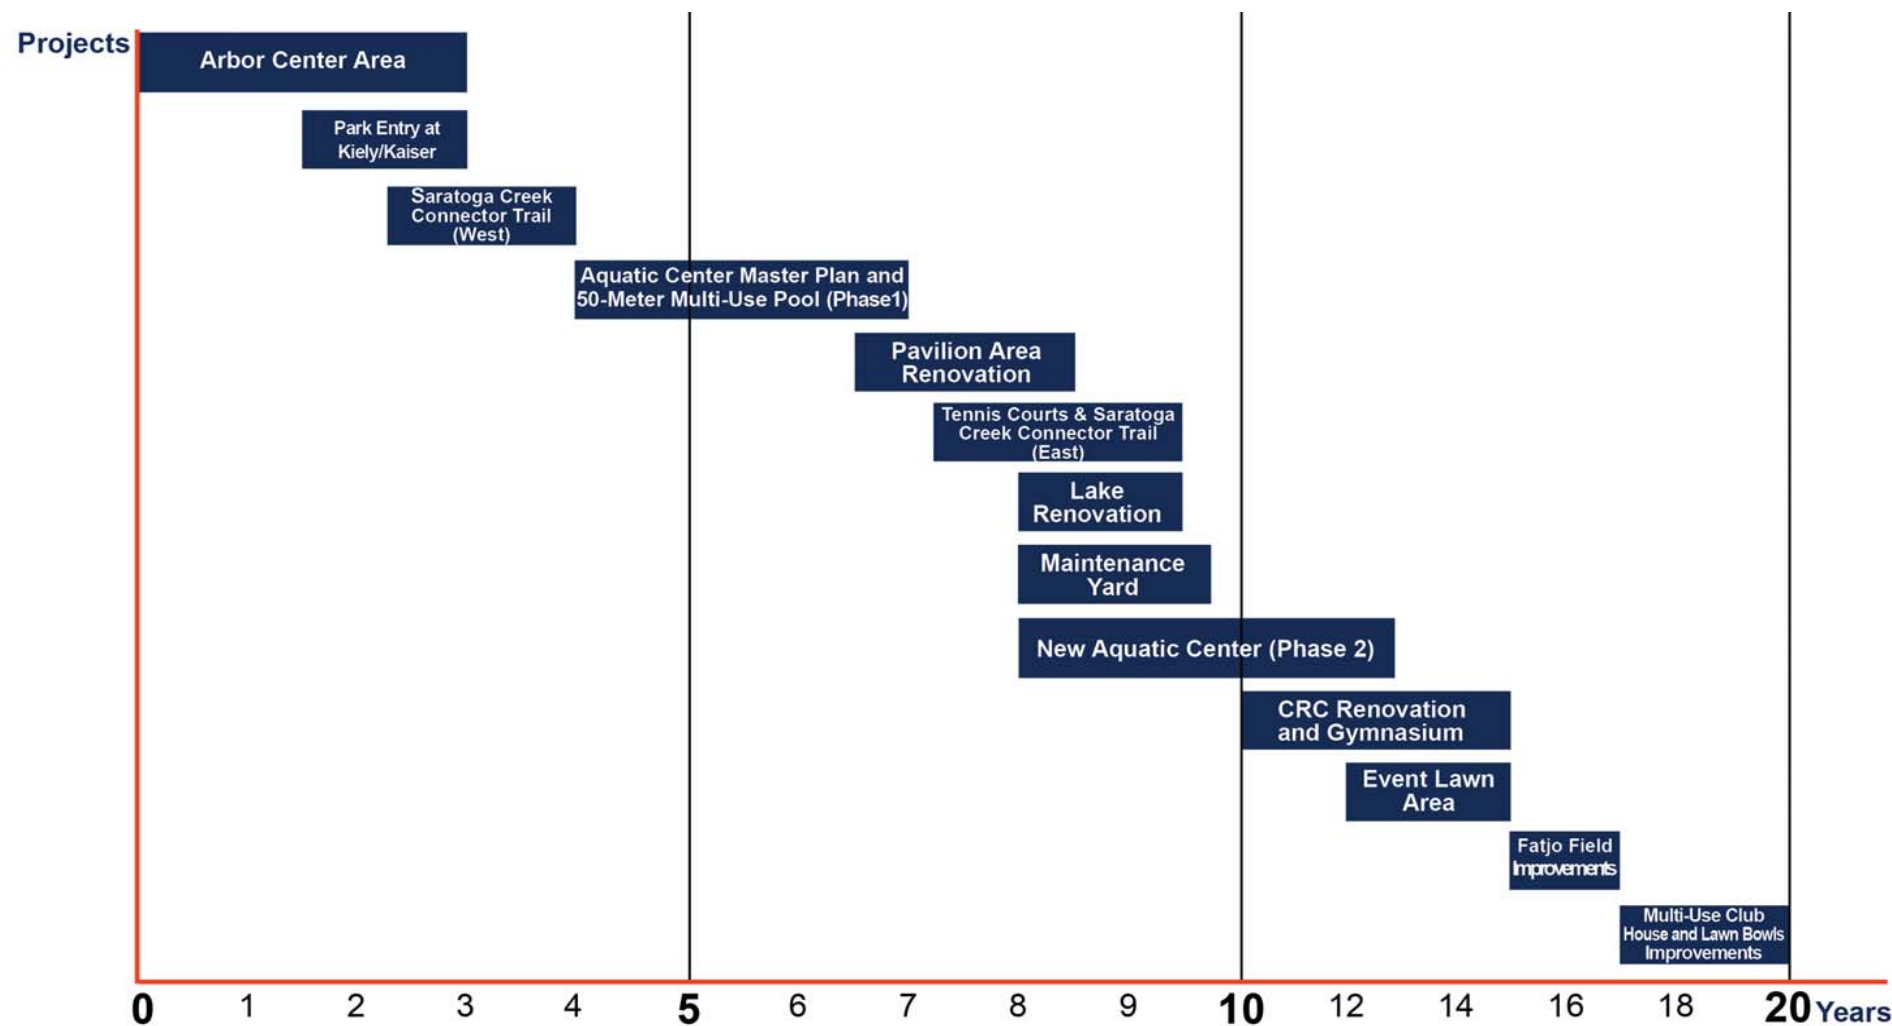 Projects
Arbor Center Area
Park Entry at
Kiely/Kaiser
Saratoga Creek
Connector Trail
(West)
Aquatic Center Master Plan and
50-Meter Multi-Use Pool (Phase1)
Pavilion Area
Renovation
Tennis Courts & Saratoga
Creek Connector Trail
(East)
Lake
Renovation
Maintenance
Yard
New Aquatic Center (Phase 2)
CRC Renovation
and Gymnasium
Event Lawn
Area
Fatjo Field
Improvements
Multi-Use Club
House and Lawn Bowls
Improvements
0 1 2 3 4 5 6 7 8 9 10 12 14 16 18 20 Years